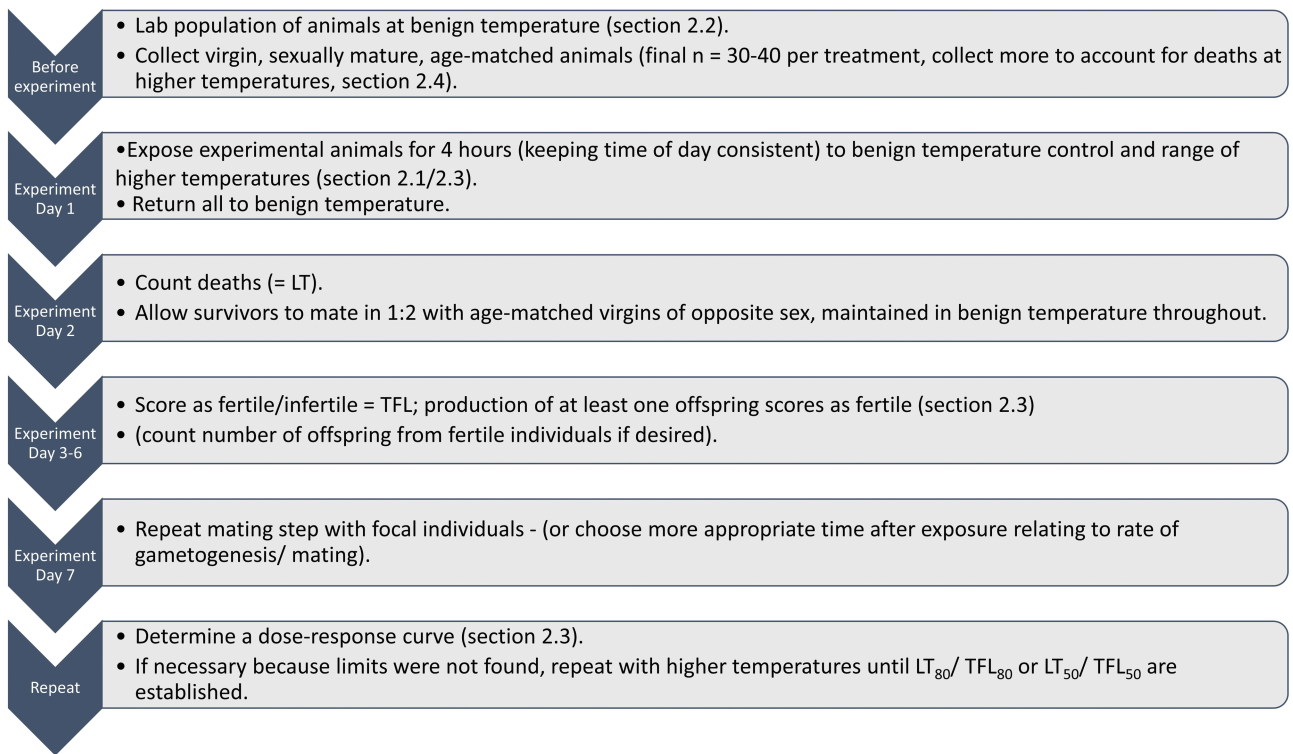 Before
experiment
• Lab population of animals at benign temperature (section 2.2).
• Collect virgin, sexually mature, age-matched animals (final n = 30-40 per treatment, collect more to account for deaths at
higher temperatures, section 2.4).
Experiment
Day 1
•Expose experimental animals for 4 hours (keeping time of day consistent) to benign temperature control and range of
higher temperatures (section 2.1/2.3).
• Return all to benign temperature.
Experiment
Day 2
• Count deaths (= LT).
• Allow survivors to mate in 1:2 with age-matched virgins of opposite sex, maintained in benign temperature throughout.
Experiment
Day 3-6
• Score as fertile/infertile = TFL; production of at least one offspring scores as fertile (section 2.3)
• (count number of offspring from fertile individuals if desired).
Experiment
Day 7
• Repeat mating step with focal individuals - (or choose more appropriate time after exposure relating to rate of
gametogenesis/ mating).
Repeat
• Determine a dose-response curve (section 2.3).
• If necessary because limits were not found, repeat with higher temperatures until LT80/ TFL80 or LT50/ TFL50 are
established.